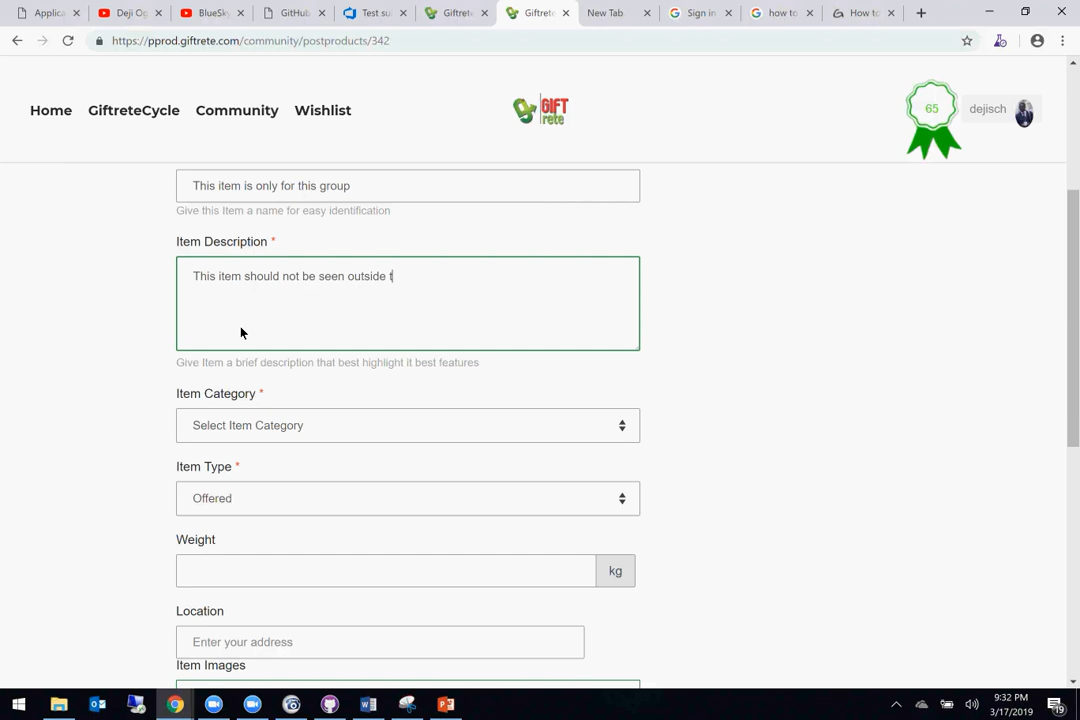 Applica
Deji Og
BlueSky
GitHub
Test su
Giftrete
Giftrete
New Tab
Sign in
how to
How to
https://pprod.giftrete.com/community/postproducts/342
Home GiftreteCycle Community Wishlist
GIFT
rete
65
dejisch
This item is only for this group
Give this Item a name for easy identification
Item Description *
This item should not be seen outside t
Give Item a brief description that best highlight it best features
Item Category *
Select Item Category
Item Type *
Offered
Weight
kg
Location
Enter your address
Item Images
9:32 PM
3/17/2019
19